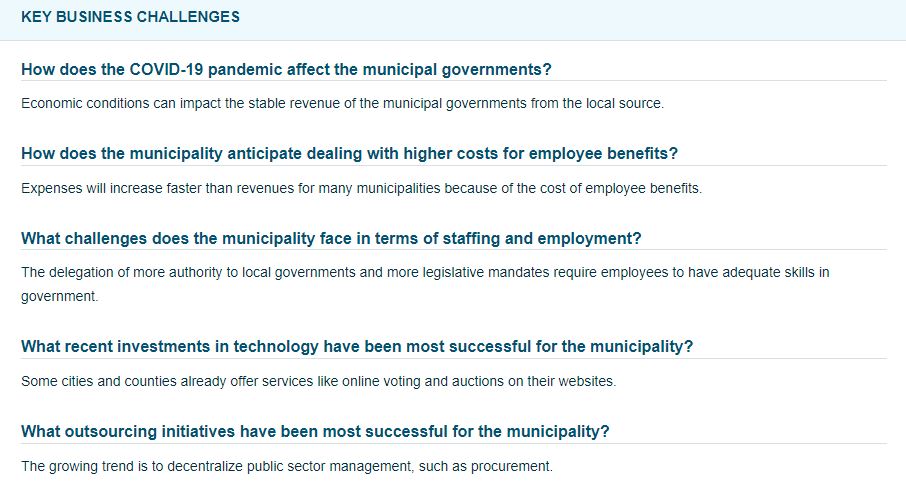 KEY BUSINESS CHALLENGES
How does the COVID-19 pandemic affect the municipal governments?
Economic conditions can impact the stable revenue of the municipal governments from the local source.
How does the municipality anticipate dealing with higher costs for employee benefits?
Expenses will increase faster than revenues for many municipalities because of the cost of employee benefits.
What challenges does the municipality face in terms of staffing and employment?
The delegation of more authority to local governments and more legislative mandates require employees to have adequate skills in
government.
What recent investments in technology have been most successful for the municipality?
Some cities and counties already offer services like online voting and auctions on their websites.
What outsourcing initiatives have been most successful for the municipality?
The growing trend is to decentralize public sector management, such as procurement.